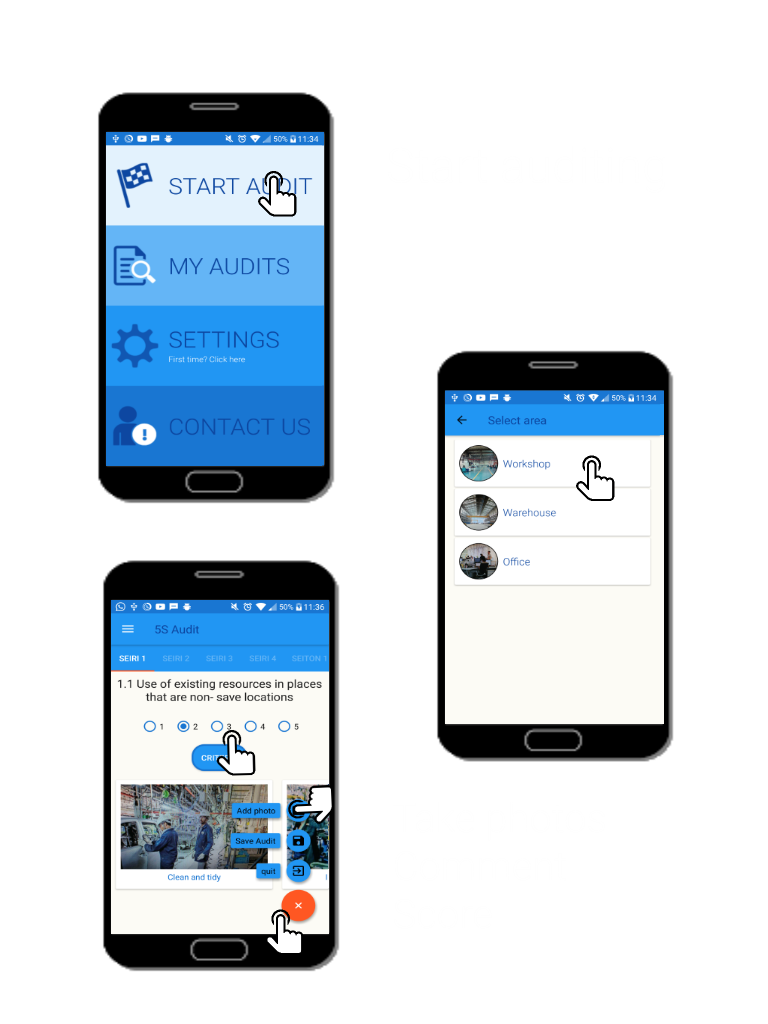 50% 11:34
START AUDIT
MY AUDITS
SETTINGS
First time? Click here
CONTACT US
50% 11:34
Select area
Workshop
Warehouse
Office
50% 11:36
5S Audit
SEIRI 1 SEIRI 2 SEIRI 3 SEIRI 4 SEITON 1
1.1 Use of existing resources in places
that are non- save locations
1 2 3 4 5
CRIT
Add photo
Save Audit
quit
Clean and tidy